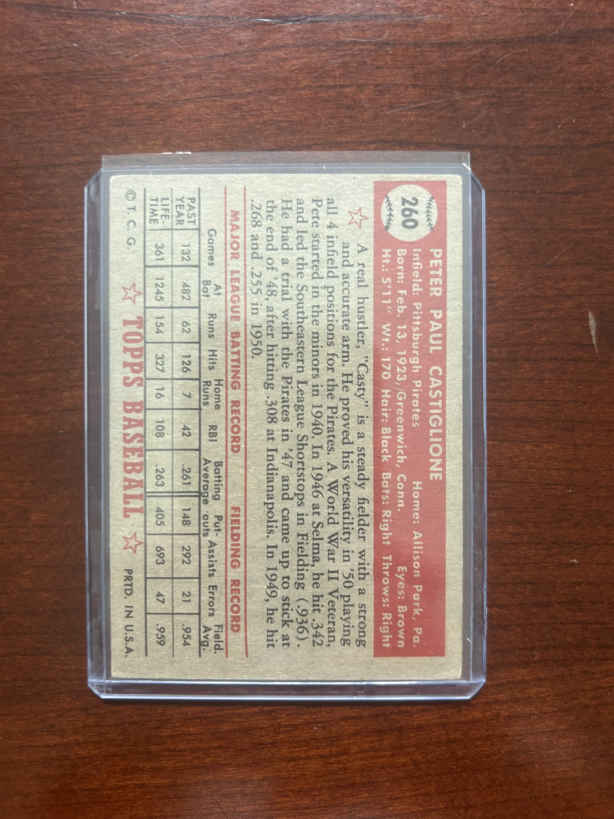 260
PETER PAUL CASTIGLIONE
Infield: Pittsburgh Pirates Home: Allison Park, Pa.
Born: Feb. 13, 1923, Greenwich, Conn. Eyes: Brown
Ht.: 5'11" Wt.: 170 Hair: Black Bats: Right Throws: Right
A real hustler, "Casty" is a steady fielder with a strong
and accurate arm. He proved his versatility in '50 playing
all 4 infield positions for the Pirates. A World War II Veteran,
Pete started in the minors in 1940. In 1946 at Selma, he hit .342
and led the Southeastern League Shortstops in Fielding (.936).
He had a trial with the Pirates in '47 and came up to stick at
the end of '48, after hitting .308 at Indianapolis. In 1949, he hit
.268 and .255 in 1950.
MAJOR LEAGUE BATTING RECORD FIELDING RECORD
Games At Bat Runs Hits Home Runs RBI Batting Average Put-outs Assists Errors Field. Avg.
PAST YEAR 132 482 62 126 7 42 .261 148 292 21 .954
LIFE-TIME 361 1245 154 327 16 108 .263 405 693 47 .959
© T. C. G. TOPPS BASEBALL PRTD. IN U.S.A.